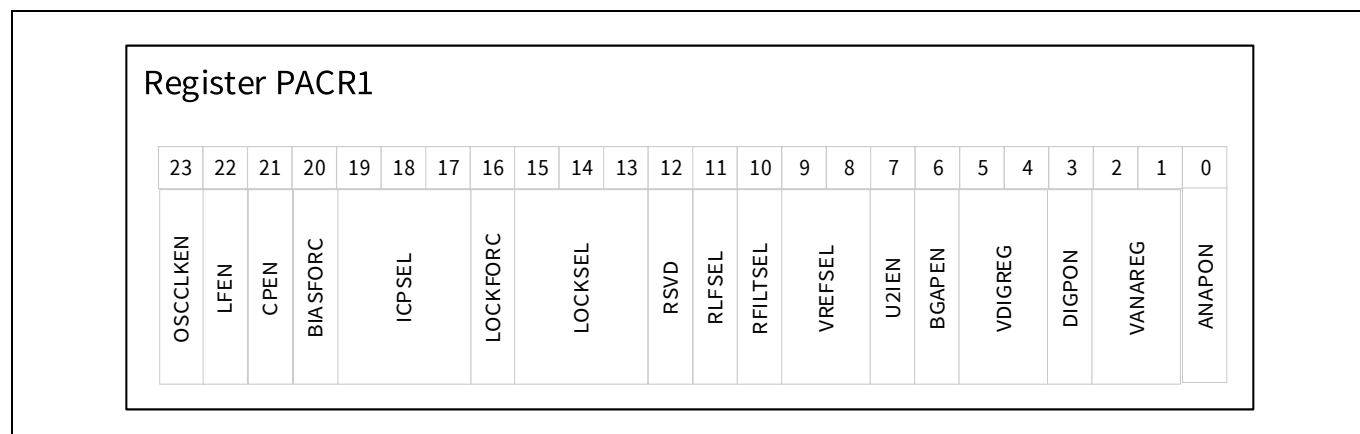 Register PACR1
23 22 21 20 19 18 17 16 15 14 13 12 11 10 9 8 7 6 5 4 3 2 1 0
OSCCLKEN LFEN CPEN BIASFORC ICPSEL LOCKFORC LOCKSEL RSVD RLFSEL RFILTSEL VREFSEL U2IEN BGAPEN VDIGREG DIGPON VANAREG ANAPON